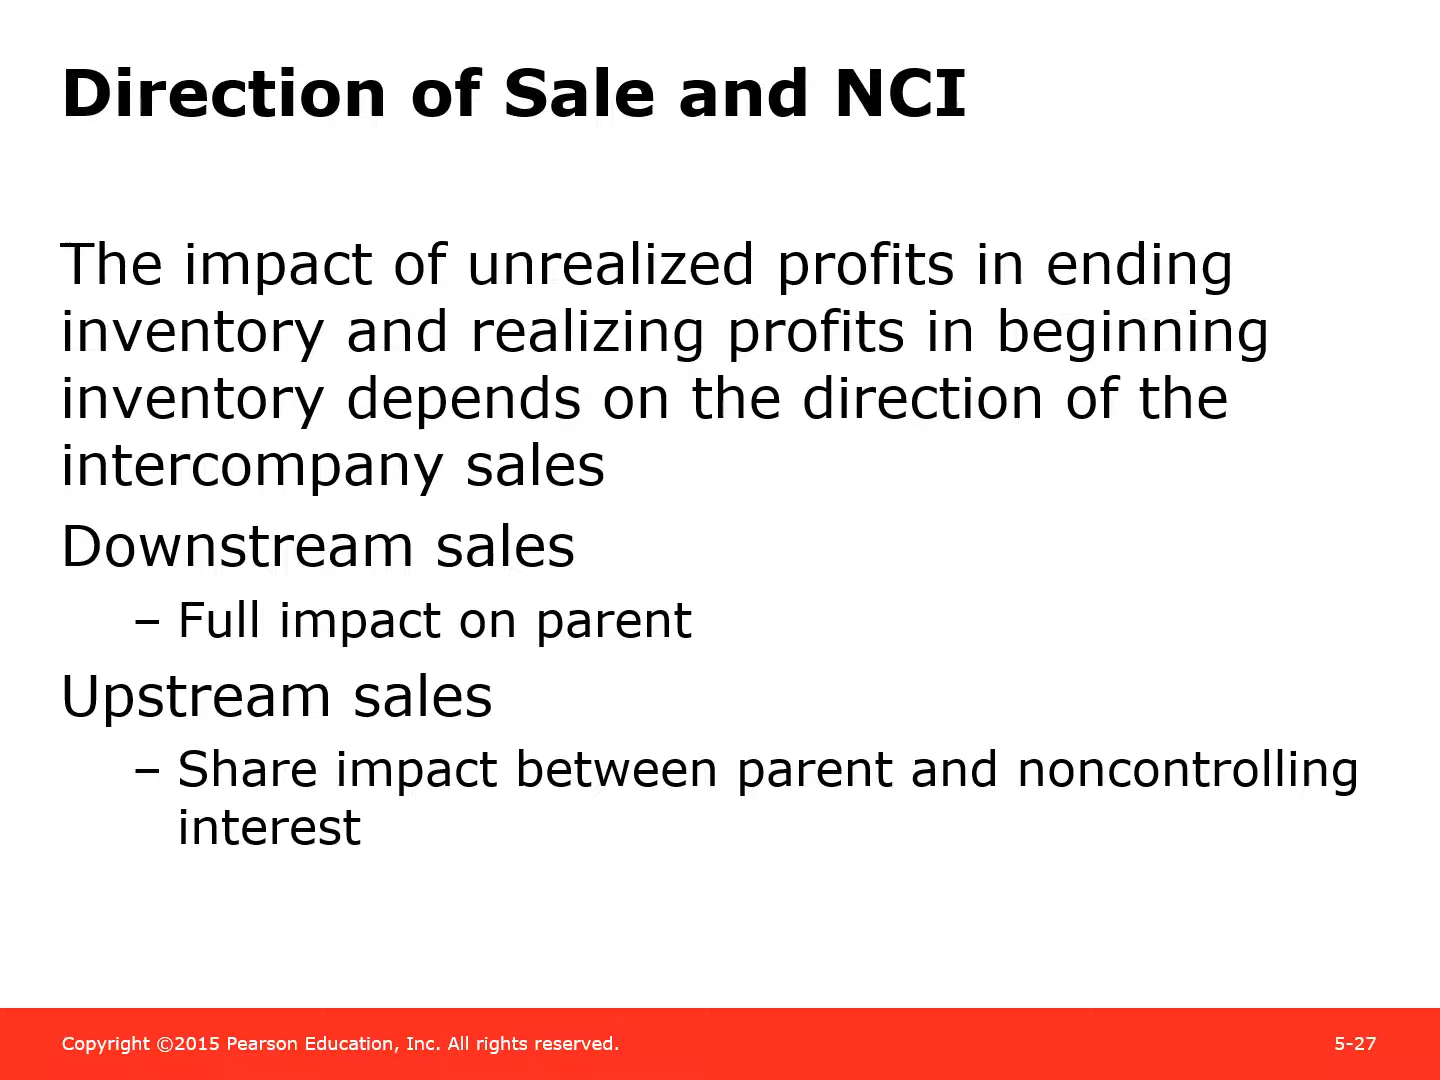 Direction of Sale and NCI
The impact of unrealized profits in ending
inventory and realizing profits in beginning
inventory depends on the direction of the
intercompany sales
Downstream sales
– Full impact on parent
Upstream sales
– Share impact between parent and noncontrolling
interest
Copyright ©2015 Pearson Education, Inc. All rights reserved.
5-27